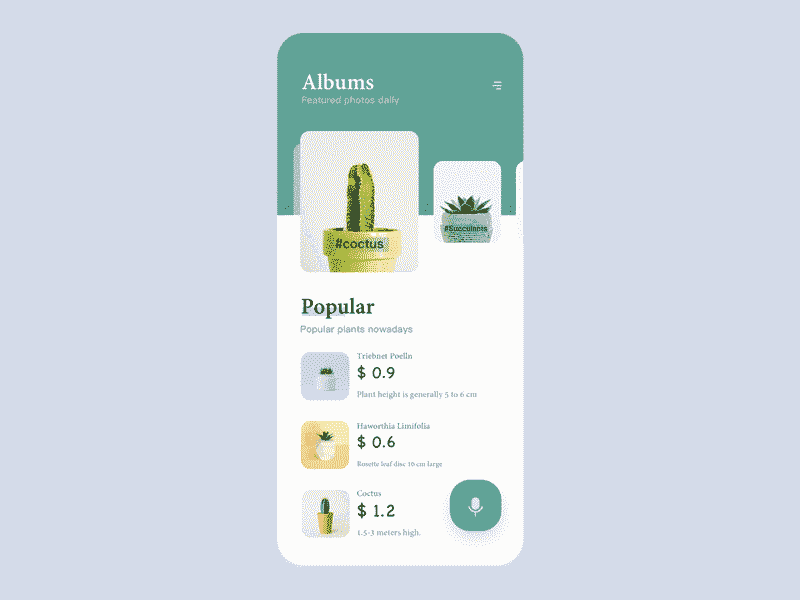 Albums
Featured photos daily
#coctus
#Succulents
Popular
Popular plants nowadays
Triebnet Poelln
$ 0.9
Plant height is generally 5 to 6 cm
Haworthia Limifolia
$ 0.6
Rosette leaf disc 16 cm large
Coctus
$ 1.2
1.5-3 meters high.